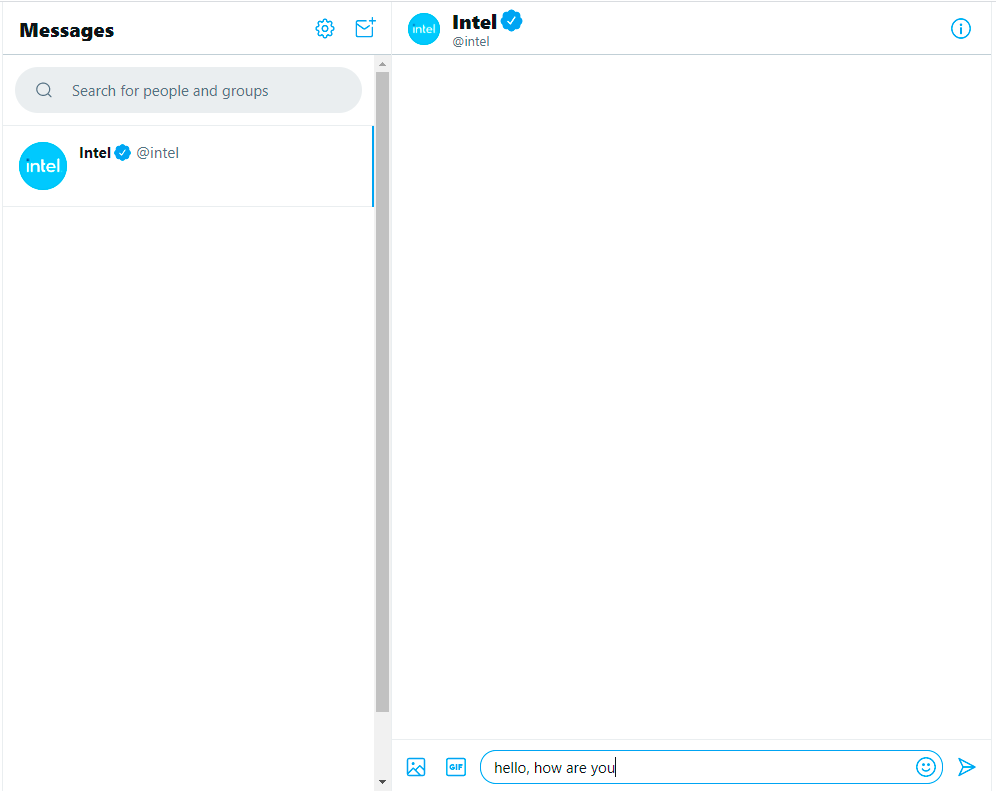 Messages
Search for people and groups
intel
Intel @intel
intel
Intel
@intel
GIF
hello, how are you